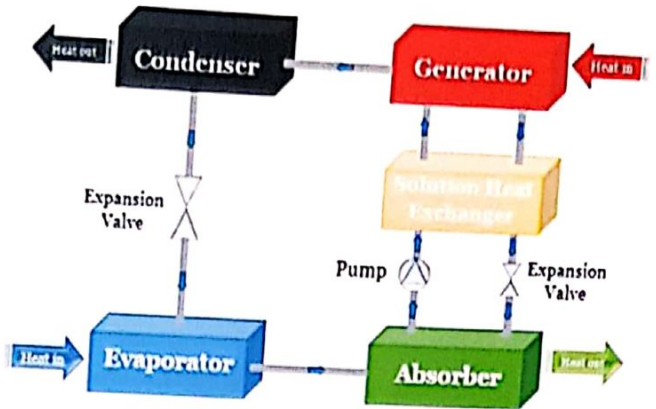 Heat out
Condenser
Generator
Heat in
Expansion
Valve
Solution Heat
Exchanger
Pump
Expansion
Valve
Heat in
Evaporator
Absorber
Heat out